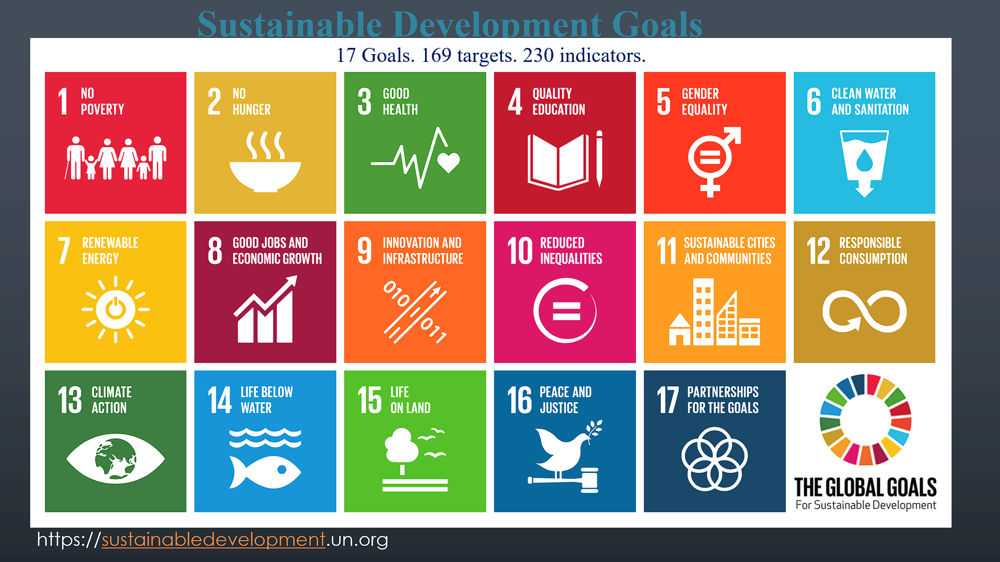 Sustainable Development Goals
17 Goals. 169 targets. 230 indicators.
1 NO
POVERTY
2 NO
HUNGER
3 GOOD
HEALTH
4 QUALITY
EDUCATION
5 GENDER
EQUALITY
6 CLEAN WATER
AND SANITATION
7 RENEWABLE
ENERGY
8 GOOD JOBS AND
ECONOMIC GROWTH
9 INNOVATION AND
INFRASTRUCTURE
010
011
10 REDUCED
INEQUALITIES
11 SUSTAINABLE CITIES
AND COMMUNITIES
12 RESPONSIBLE
CONSUMPTION
13 CLIMATE
ACTION
14 LIFE BELOW
WATER
15 LIFE
ON LAND
16 PEACE AND
JUSTICE
17 PARTNERSHIPS
FOR THE GOALS
THE GLOBAL GOALS
For Sustainable Development
https://sustainabledevelopment.un.org